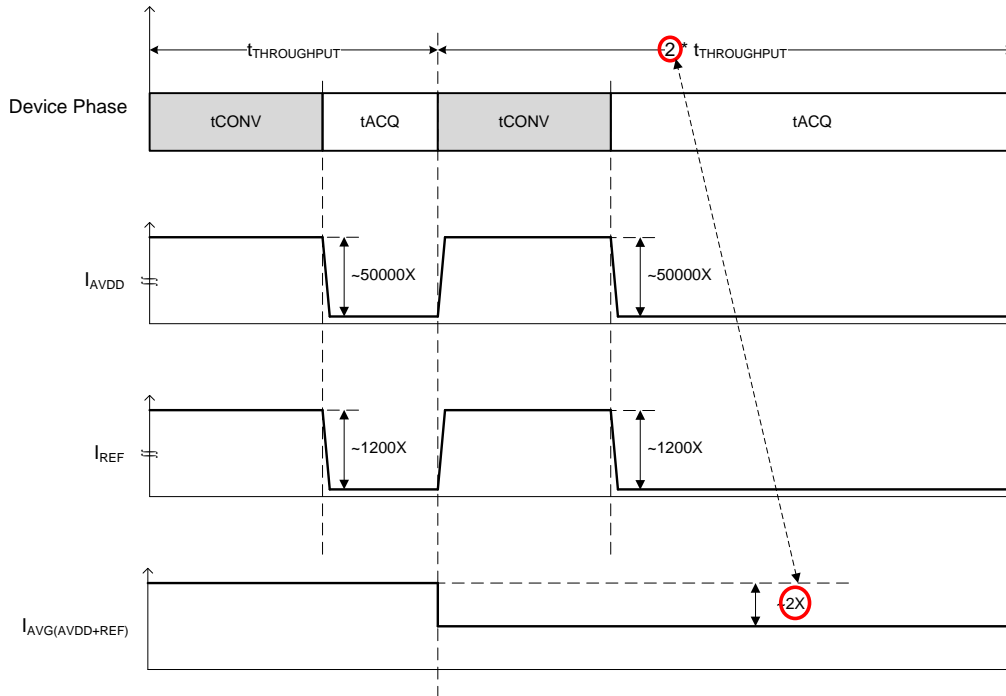 tTHROUGHPUT
2 * tTHROUGHPUT
Device Phase
tCONV
tACQ
tCONV
tACQ
IAVDD
~50000X
~50000X
IREF
~1200X
~1200X
IAVG(AVDD+REF)
~2X